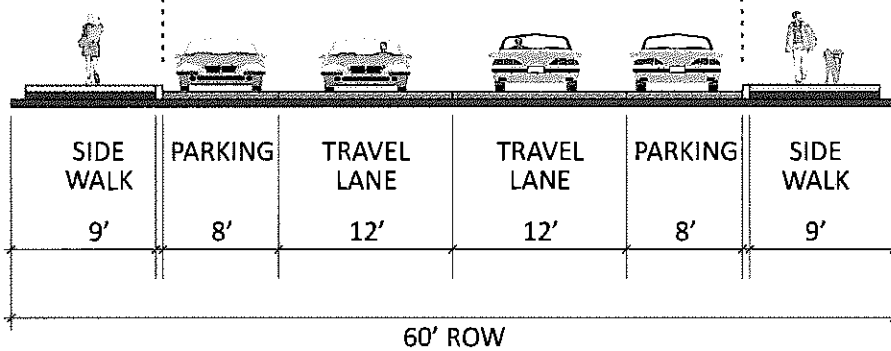 SIDE WALK
9'
PARKING
8'
TRAVEL LANE
12'
TRAVEL LANE
12'
PARKING
8'
SIDE WALK
9'
60' ROW